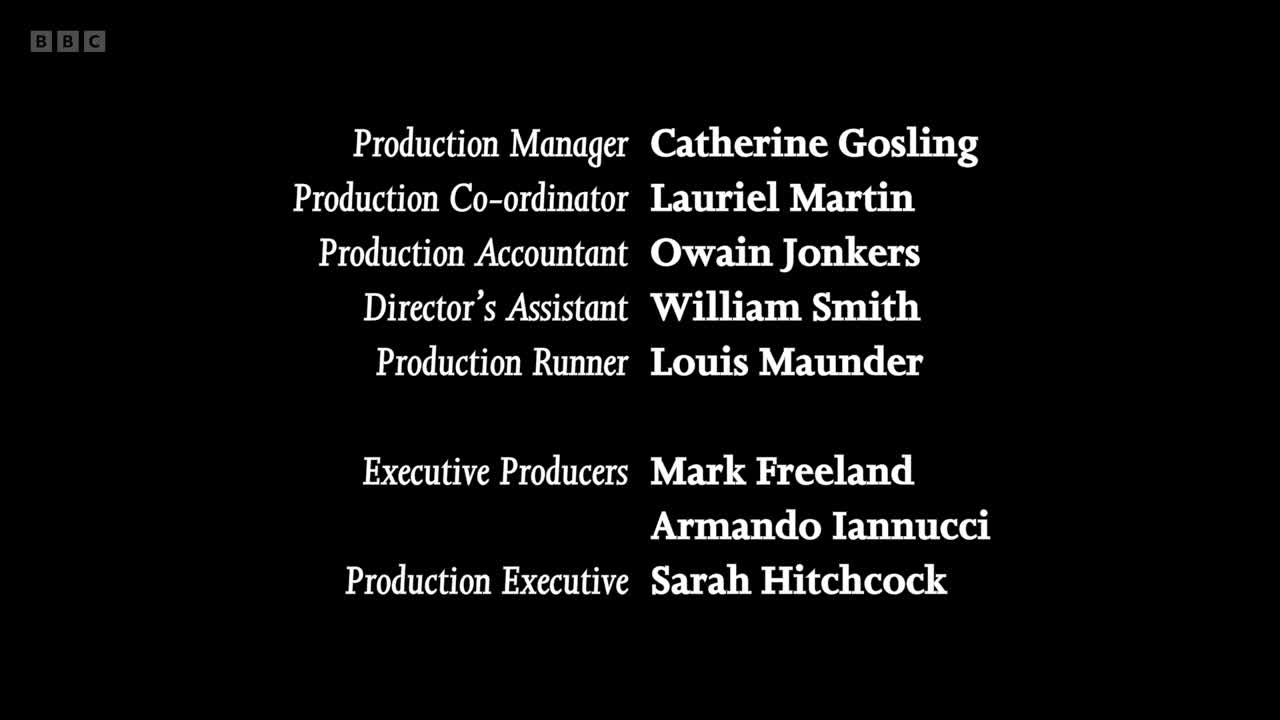 BBC
Production Manager Catherine Gosling
Production Co-ordinator Lauriel Martin
Production Accountant Owain Jonkers
Director's Assistant William Smith
Production Runner Louis Maunder
Executive Producers Mark Freeland
Armando Iannucci
Production Executive Sarah Hitchcock